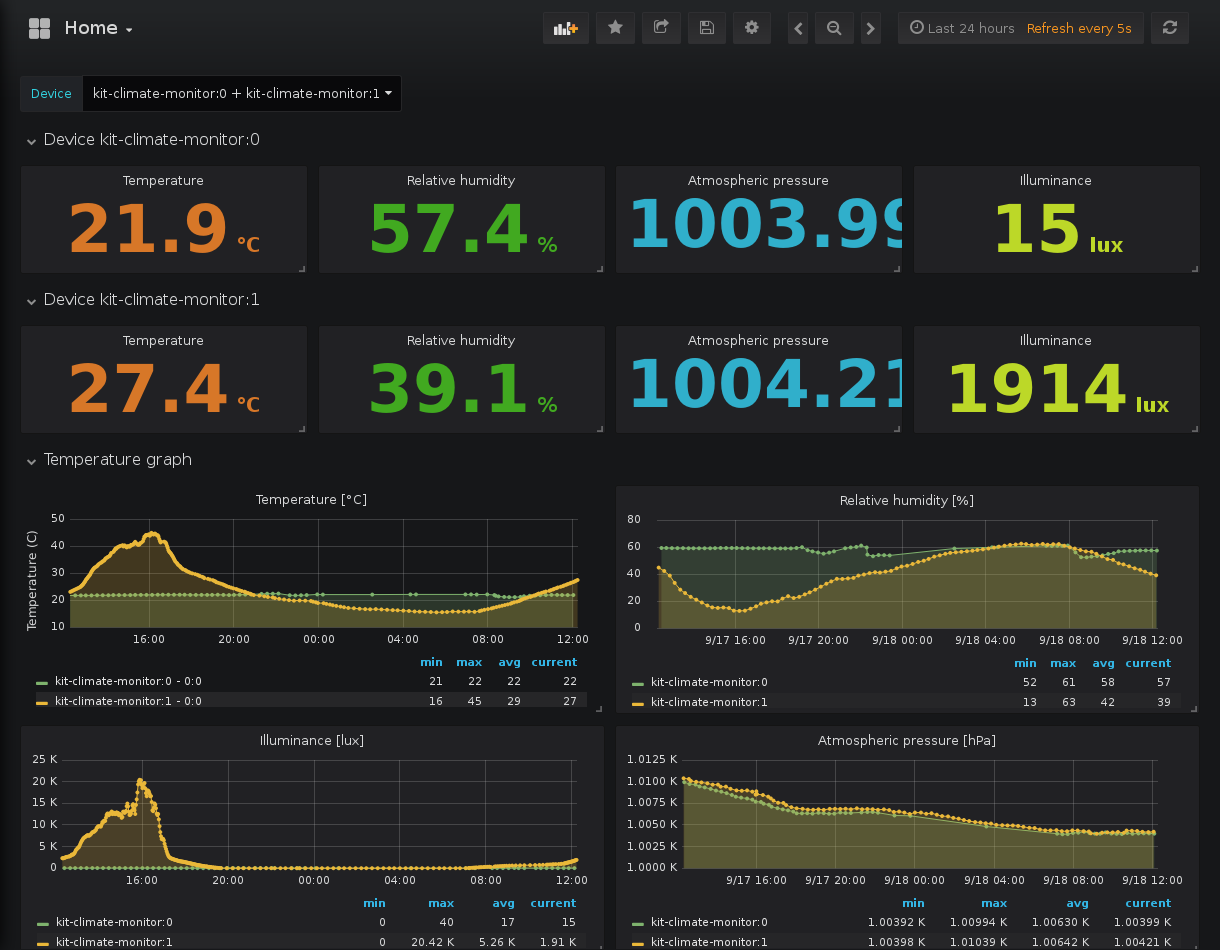 Home
Last 24 hours Refresh every 5s
Device kit-climate-monitor:0 + kit-climate-monitor:1
Device kit-climate-monitor:0
Temperature Relative humidity Atmospheric pressure Illuminance
21.9 °C 57.4 % 1003.99 15 lux
Device kit-climate-monitor:1
Temperature Relative humidity Atmospheric pressure Illuminance
27.4 °C 39.1 % 1004.21 1914 lux
Temperature graph
Temperature [°C]
Temperature (C)
50
40
30
20
10
16:00 20:00 00:00 04:00 08:00 12:00
min max avg current
kit-climate-monitor:0 - 0:0 21 22 22 22
kit-climate-monitor:1 - 0:0 16 45 29 27
Relative humidity [%]
80
60
40
20
0
9/17 16:00 9/17 20:00 9/18 00:00 9/18 04:00 9/18 08:00 9/18 12:00
min max avg current
kit-climate-monitor:0 52 61 58 57
kit-climate-monitor:1 13 63 42 39
Illuminance [lux]
25 K
20 K
15 K
10 K
5 K
0
16:00 20:00 00:00 04:00 08:00 12:00
min max avg current
kit-climate-monitor:0 0 40 17 15
kit-climate-monitor:1 0 20.42 K 5.26 K 1.91 K
Atmospheric pressure [hPa]
1.0125 K
1.0100 K
1.0075 K
1.0050 K
1.0025 K
1.0000 K
9/17 16:00 9/17 20:00 9/18 00:00 9/18 04:00 9/18 08:00 9/18 12:00
min max avg current
kit-climate-monitor:0 1.00392 K 1.00994 K 1.00630 K 1.00399 K
kit-climate-monitor:1 1.00398 K 1.01039 K 1.00642 K 1.00421 K